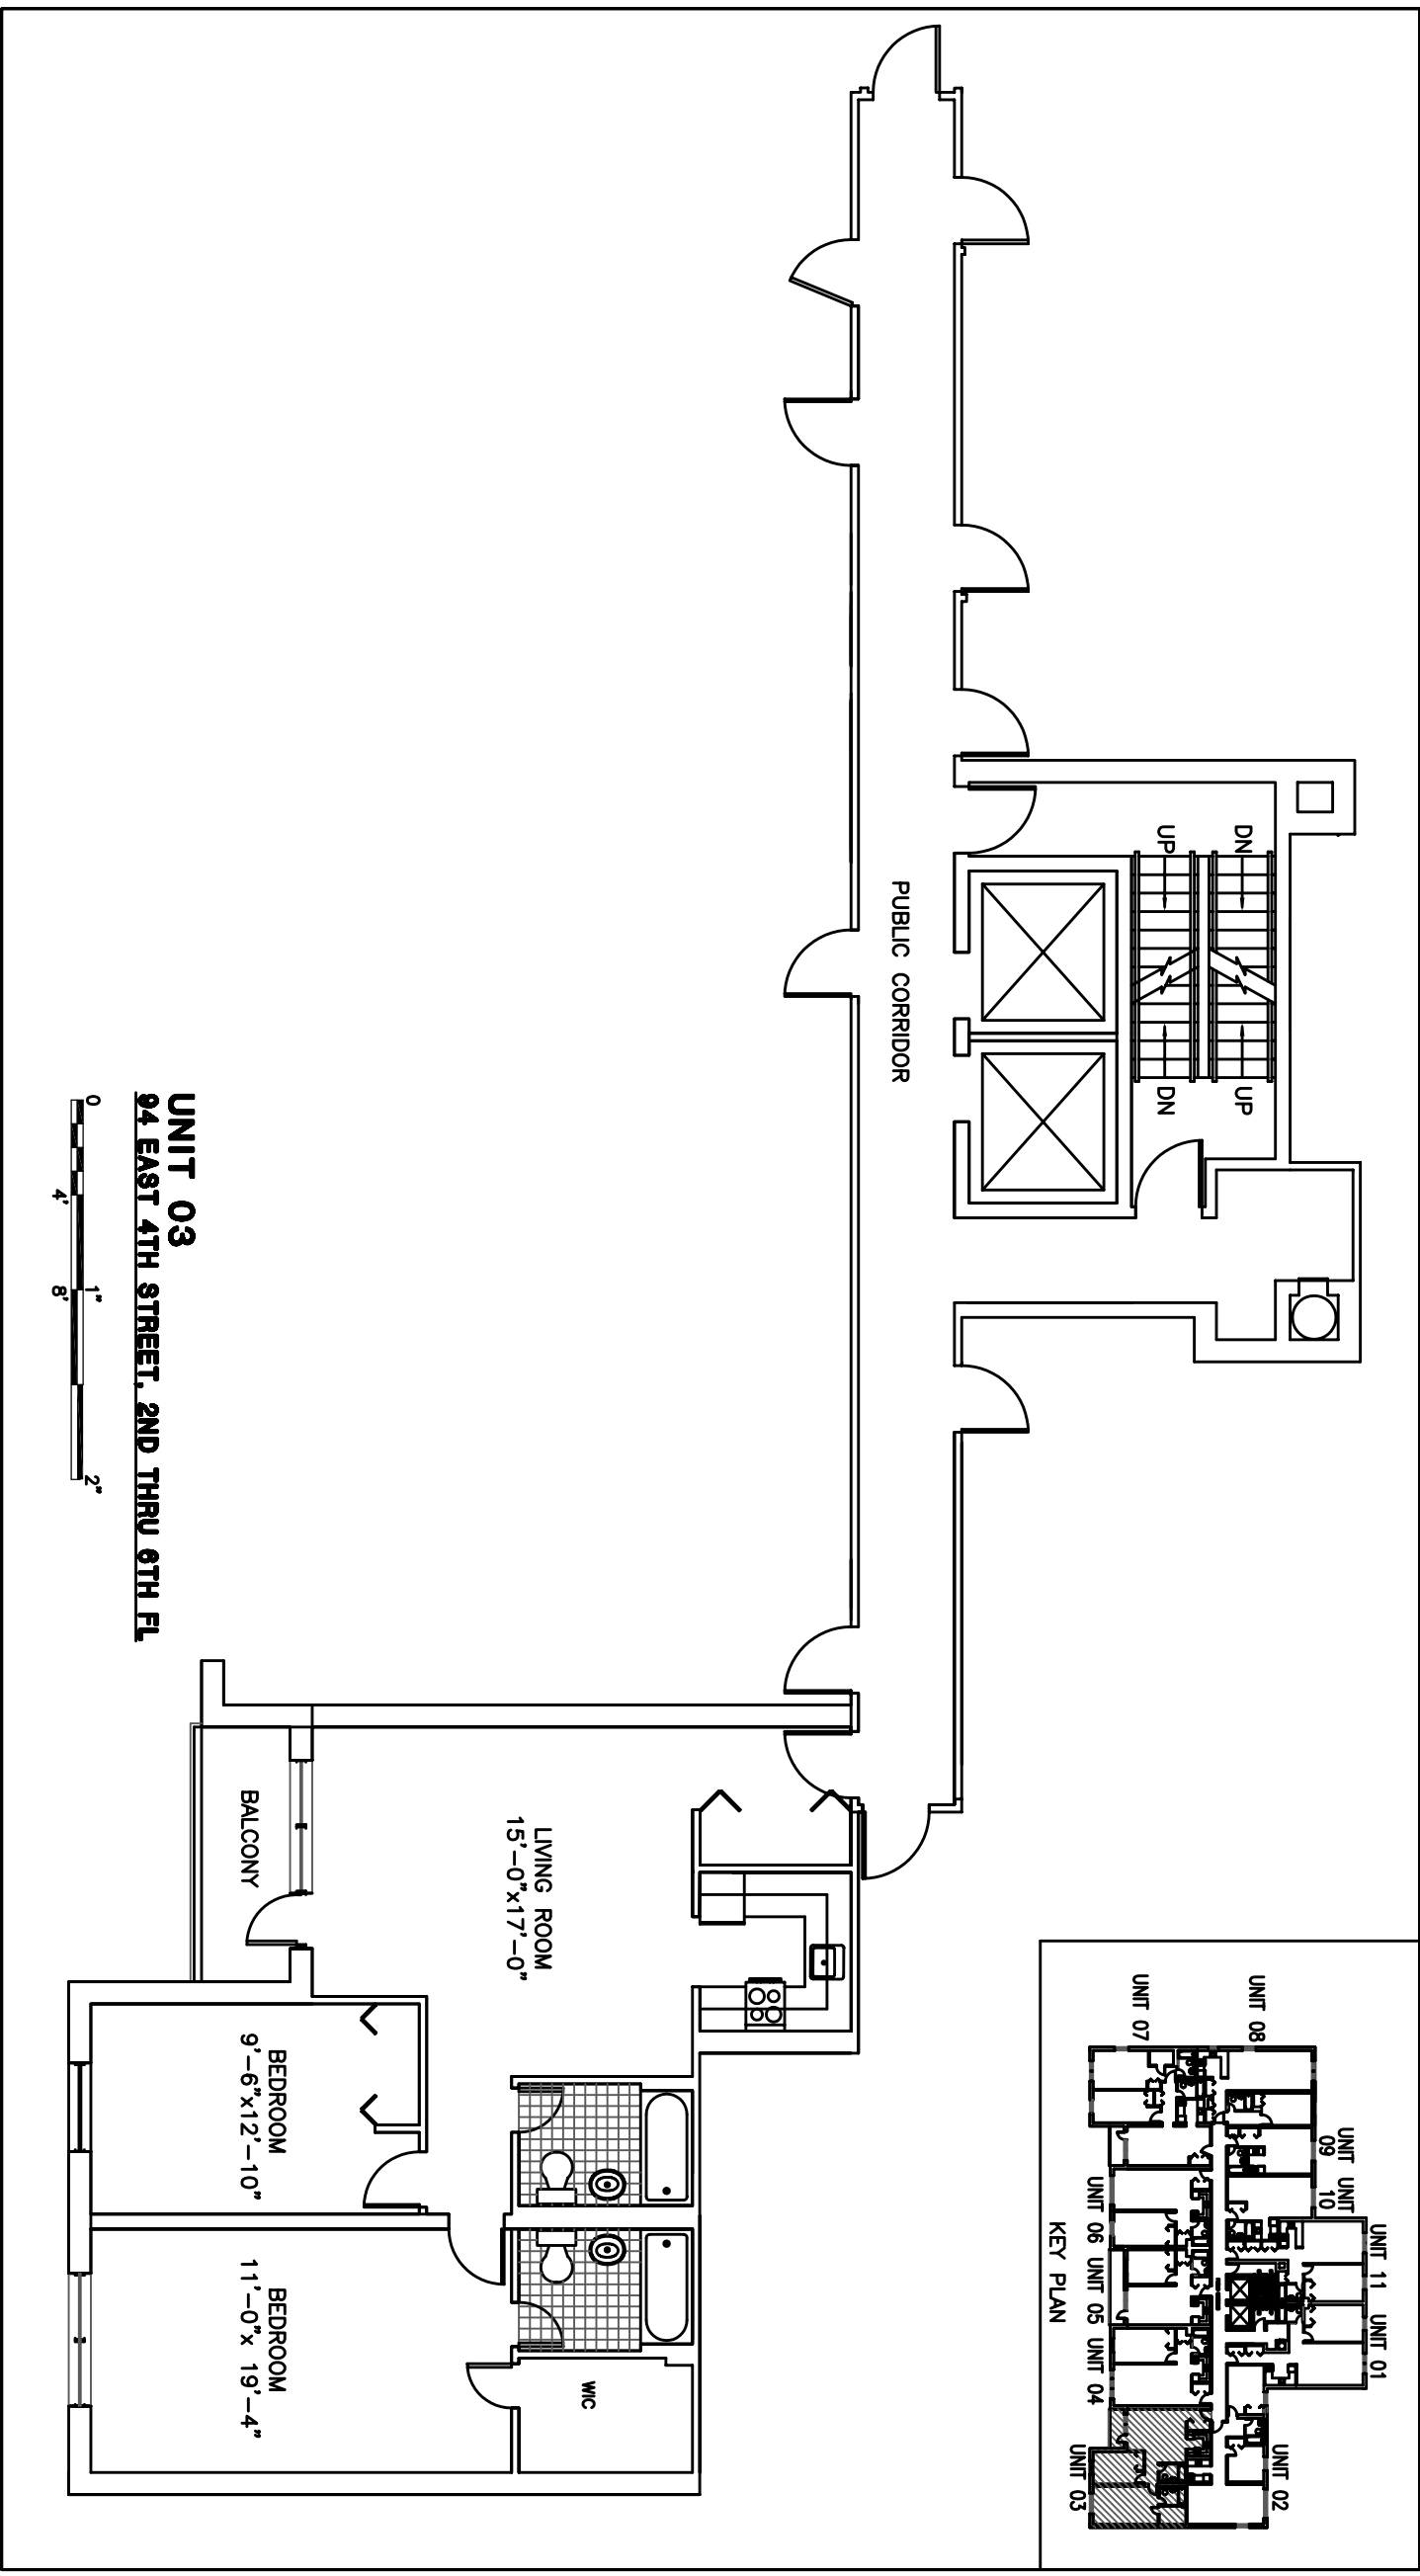 UNIT 08
UNIT 07
UNIT 09
UNIT 10
UNIT 11
UNIT 01
UNIT 06
UNIT 05
UNIT 04
UNIT 02
UNIT 03
KEY PLAN
DN
UP
UP
DN
PUBLIC CORRIDOR
LIVING ROOM
15'-0"x17'-0"
BALCONY
BEDROOM
9'-6"x12'-10"
BEDROOM
11'-0"x 19'-4"
WIC
UNIT 03
94 EAST 4TH STREET, 2ND THRU 6TH FL
0 1" 2"
4' 8'